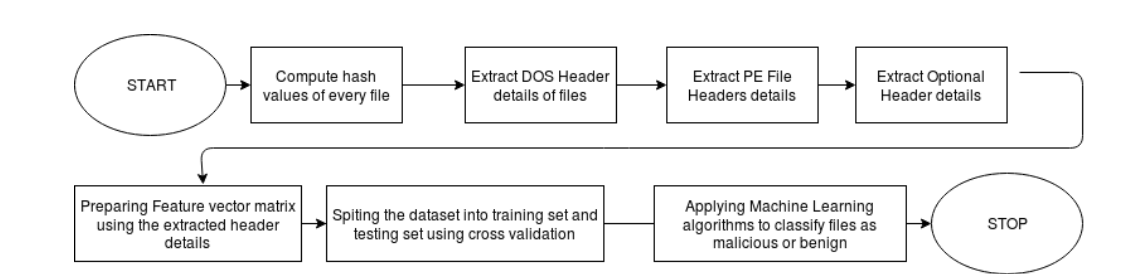 START
Compute hash
values of every file
Extract DOS Header
details of files
Extract PE File
Headers details
Extract Optional
Header details
Preparing Feature vector matrix
using the extracted header
details
Spiting the dataset into training set and
testing set using cross validation
Applying Machine Learning
algorithms to classify files as
malicious or benign
STOP